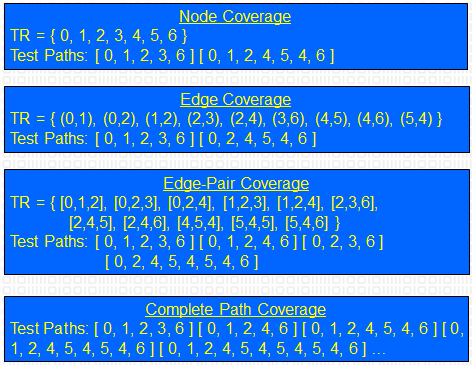 Node Coverage
TR = { 0, 1, 2, 3, 4, 5, 6 }
Test Paths: [ 0, 1, 2, 3, 6 ] [ 0, 1, 2, 4, 5, 4, 6 ]
Edge Coverage
TR = { (0,1), (0,2), (1,2), (2,3), (2,4), (3,6), (4,5), (4,6), (5,4) }
Test Paths: [ 0, 1, 2, 3, 6 ] [ 0, 2, 4, 5, 4, 6 ]
Edge-Pair Coverage
TR = { [0,1,2], [0,2,3], [0,2,4], [1,2,3], [1,2,4], [2,3,6],
[2,4,5], [2,4,6], [4,5,4], [5,4,5], [5,4,6] }
Test Paths: [ 0, 1, 2, 3, 6 ] [ 0, 1, 2, 4, 6 ] [ 0, 2, 3, 6 ]
[ 0, 2, 4, 5, 4, 5, 4, 6 ]
Complete Path Coverage
Test Paths: [ 0, 1, 2, 3, 6 ] [ 0, 1, 2, 4, 6 ] [ 0, 1, 2, 4, 5, 4, 6 ] [ 0,
1, 2, 4, 5, 4, 5, 4, 6 ] [ 0, 1, 2, 4, 5, 4, 5, 4, 5, 4, 6 ] …